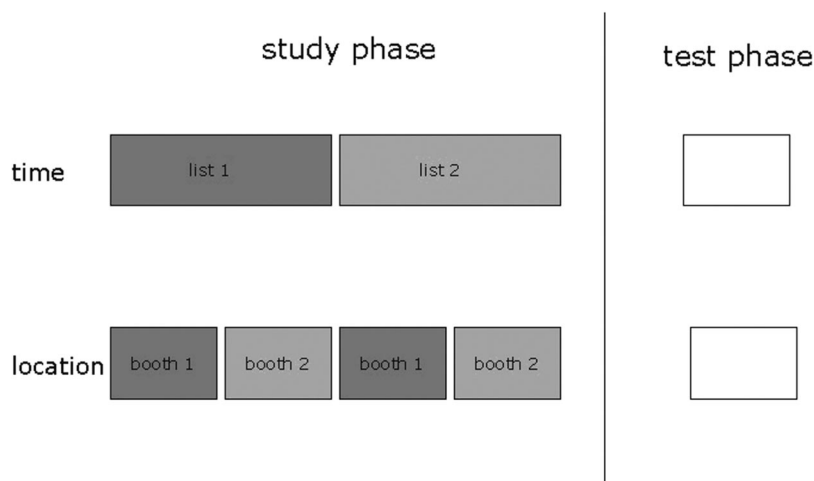 study phase
test phase
time
list 1
list 2
location
booth 1
booth 2
booth 1
booth 2